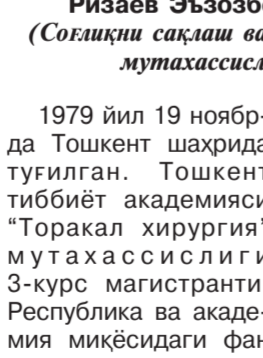 Ризаев Эъзозбе
(Соғлиқни сақлаш ва
мутахассисл
1979 йил 19 ноябр-
да Тошкент шаҳрида
туғилган. Тошкент
тиббиёт академияси
“Торакал хирургия”
мутахассислиги
3-курс магистранти.
Республика ва акаде-
мия миқёсидаги фан